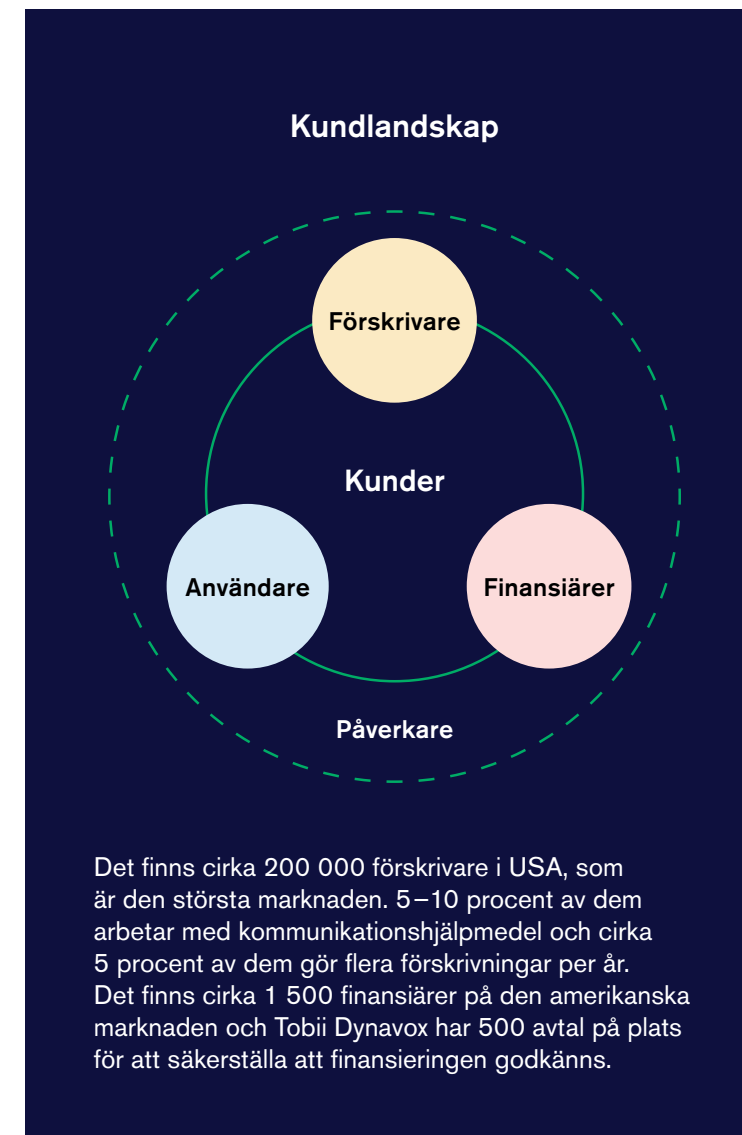 Kundlandskap
Förskrivare
Kunder
Användare
Finansiärer
Påverkare
Det finns cirka 200 000 förskrivare i USA, som
är den största marknaden. 5–10 procent av dem
arbetar med kommunikationshjälpmedel och cirka
5 procent av dem gör flera förskrivningar per år.
Det finns cirka 1 500 finansiärer på den amerikanska
marknaden och Tobii Dynavox har 500 avtal på plats
för att säkerställa att finansieringen godkänns.